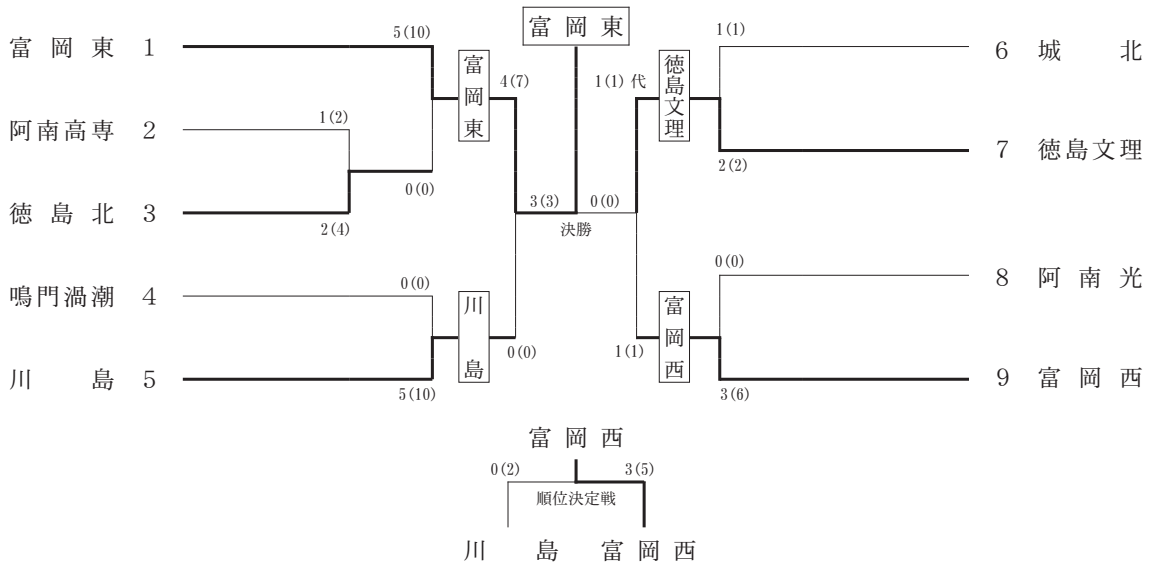 富岡東
富岡東 1
5(10)
阿南高専 2
1(2)
徳島北 3
2(4)
0(0)
鳴門渦潮 4
0(0)
川島 5
5(10)
富岡東
4(7)
川島
0(0)
3(3)
0(0)
決勝
1(1) 代
徳島文理
1(1)
富岡西
1(1)
6 城北
2(2)
7 徳島文理
0(0)
8 阿南光
3(6)
9 富岡西
富岡西
0(2)
3(5)
順位決定戦
川島 富岡西